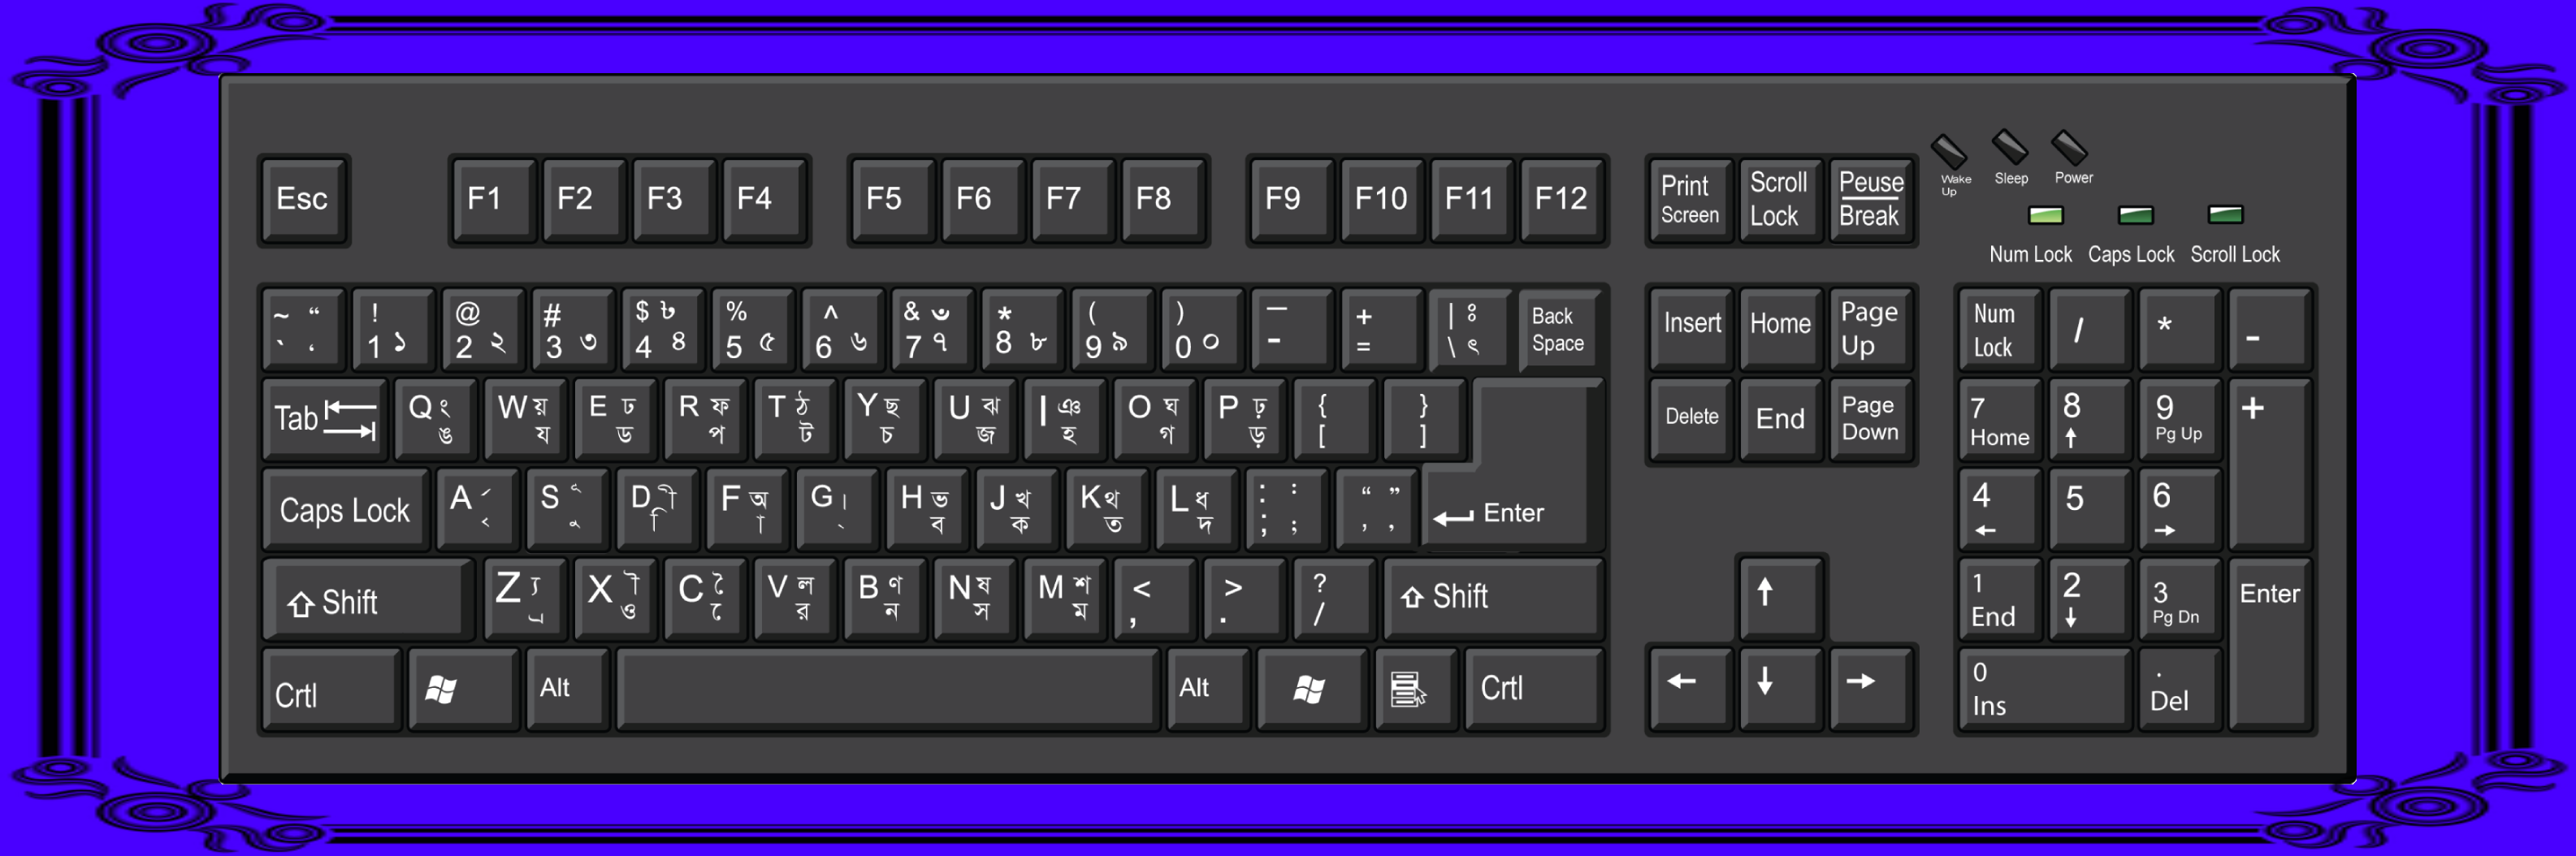 Esc F1 F2 F3 F4 F5 F6 F7 F8 F9 F10 F11 F12
Print Screen
Scroll Lock
Peuse Break
Wake Up
Sleep
Power
Num Lock Caps Lock Scroll Lock
~ “ ` ‘
! 1 ১
@ 2 ২
# 3 ৩
$ ৳ 4 ৪
% 5 ৫
^ 6 ৬
& 7 ৭
* 8 ৮
( 9 ৯
) 0 ০
— -
+ =
| ঃ \ ৎ
Back Space
Insert Home Page Up
Num Lock / * -
Tab
Q ং ঙ
W য় য
E ঢ ড
R ফ প
T ঠ ট
Y ছ চ
U ঝ জ
I ঞ হ
O ঘ গ
P ঢ় ড়
{ [
} ]
Enter
Delete End Page Down
7 Home
8 ↑
9 Pg Up
+
Caps Lock
A
S
D ী ি
F অ া
G ।
H ভ ব
J খ ক
K থ ত
L ধ দ
: : ; ;
“ ” ’ ’
4 ←
5
6 →
Shift
Z
X ৗ ও
C ৈ ে
V ল র
B ণ ন
N ষ স
M শ ম
< ,
> .
? /
Shift
↑
1 End
2 ↓
3 Pg Dn
Enter
Crtl Alt Alt Crtl
← ↓ →
0 Ins
. Del